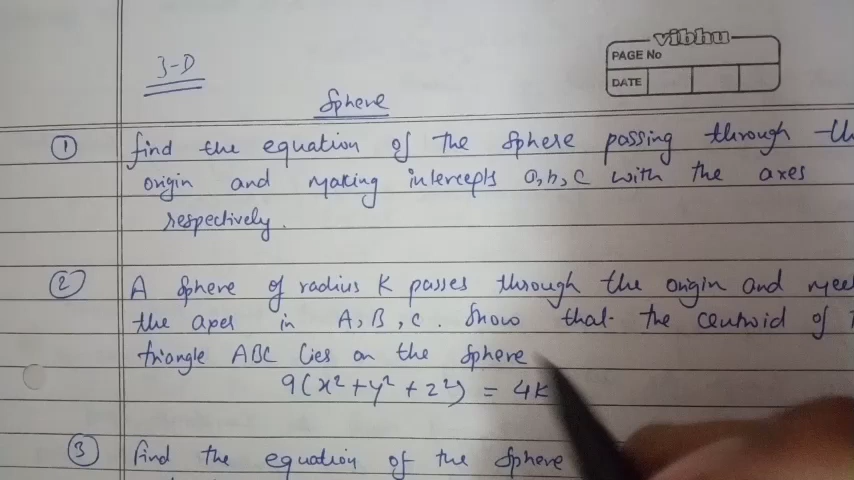 vibhu
PAGE No
DATE
3-D
Sphere
① find the equation of the sphere passing through
origin and making intercepts a, b, c with the axes
respectively.
② A sphere of radius K passes through the origin and
the axes in A, B, C. Show that the centroid of
triangle ABC lies on the sphere
9(x² + y² + z²) = 4K
③ Find the equation of the sphere